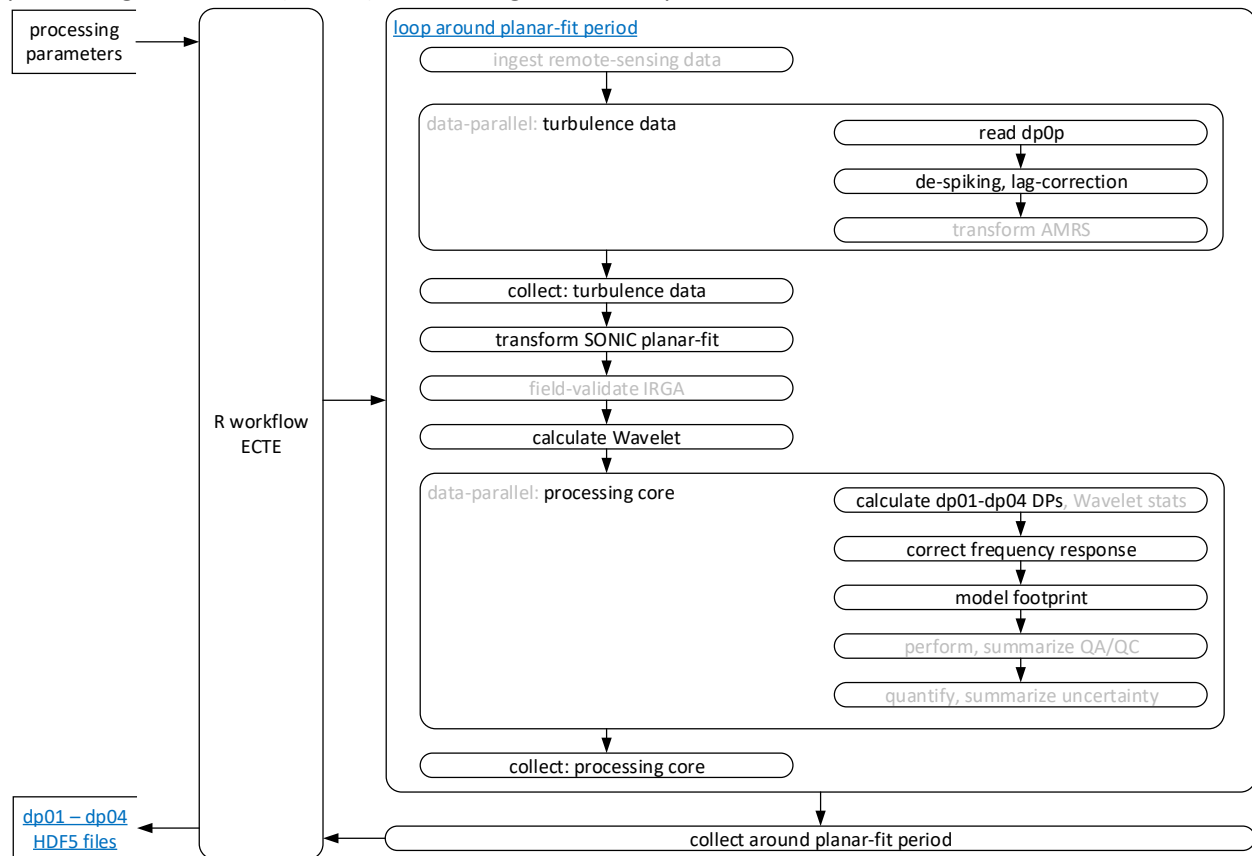 processing
parameters
R workflow
ECTE
dp01 – dp04
HDF5 files
loop around planar-fit period
ingest remote-sensing data
data-parallel: turbulence data
read dp0p
de-spiking, lag-correction
transform AMRS
collect: turbulence data
transform SONIC planar-fit
field-validate IRGA
calculate Wavelet
data-parallel: processing core
calculate dp01-dp04 DPs, Wavelet stats
correct frequency response
model footprint
perform, summarize QA/QC
quantify, summarize uncertainty
collect: processing core
collect around planar-fit period